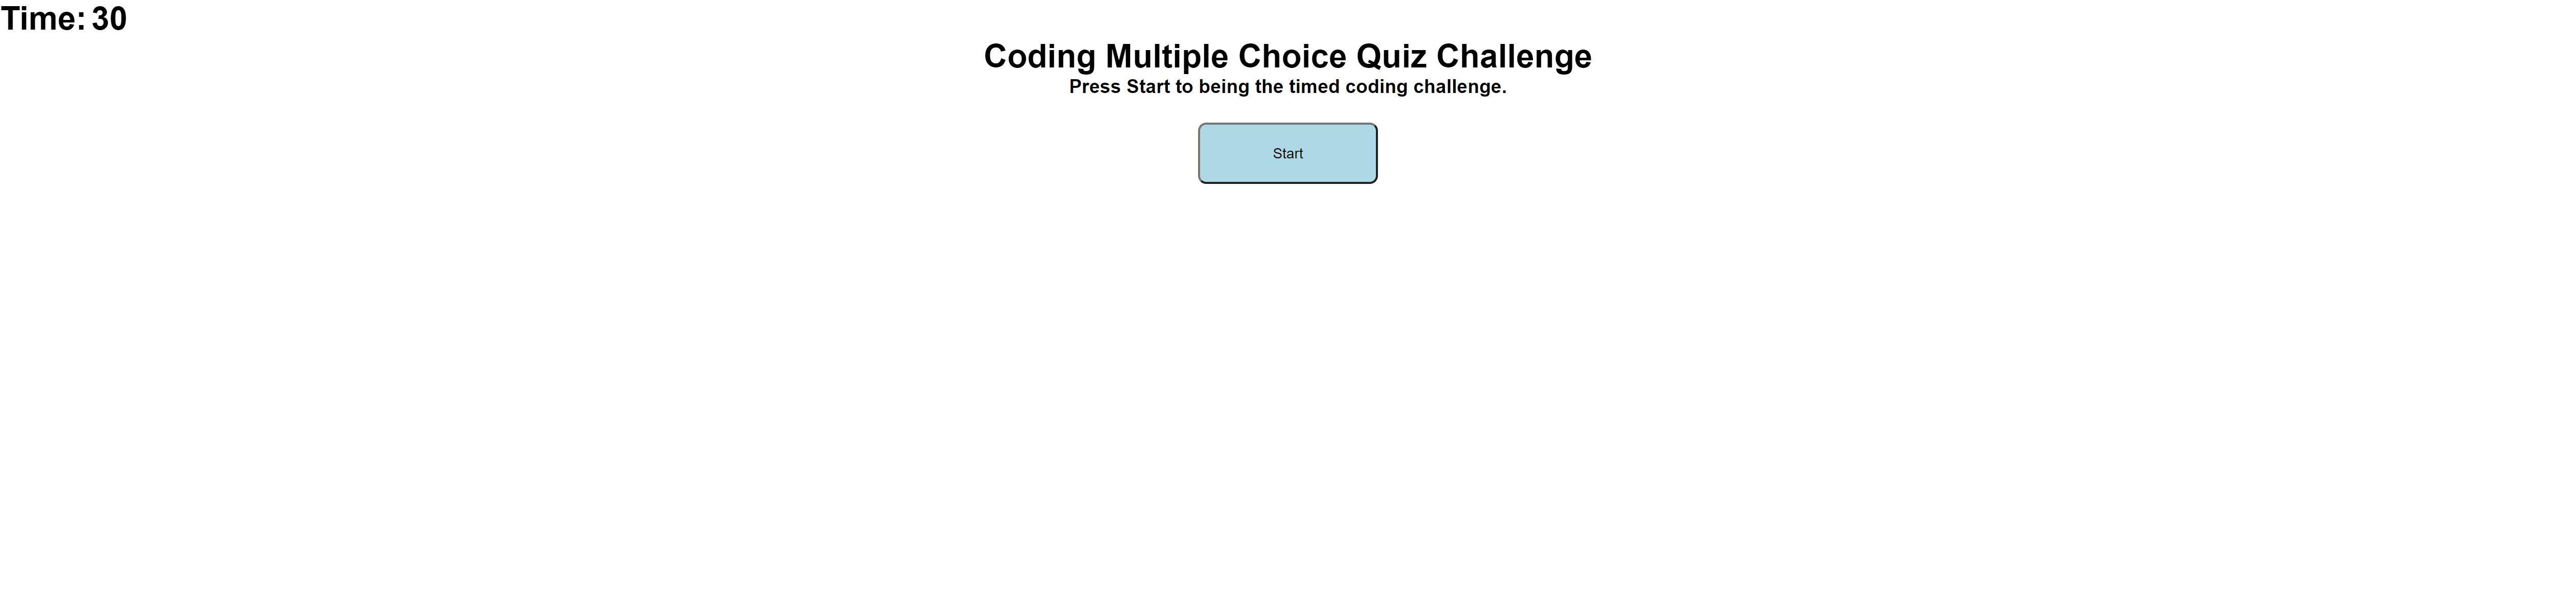 Time: 30
Coding Multiple Choice Quiz Challenge
Press Start to being the timed coding challenge.
Start